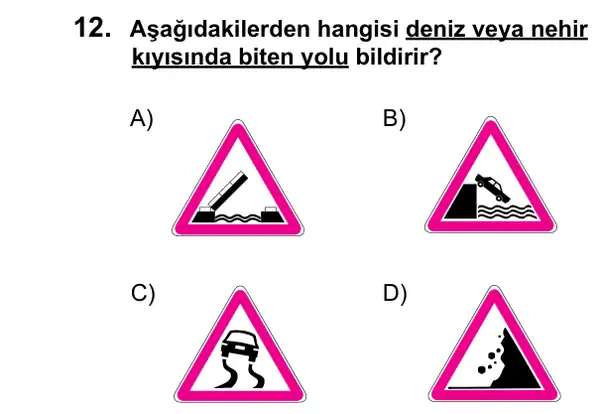 12. Aşağıdakilerden hangisi deniz veya nehir
kıyısında biten yolu bildirir?
A)
B)
C)
D)